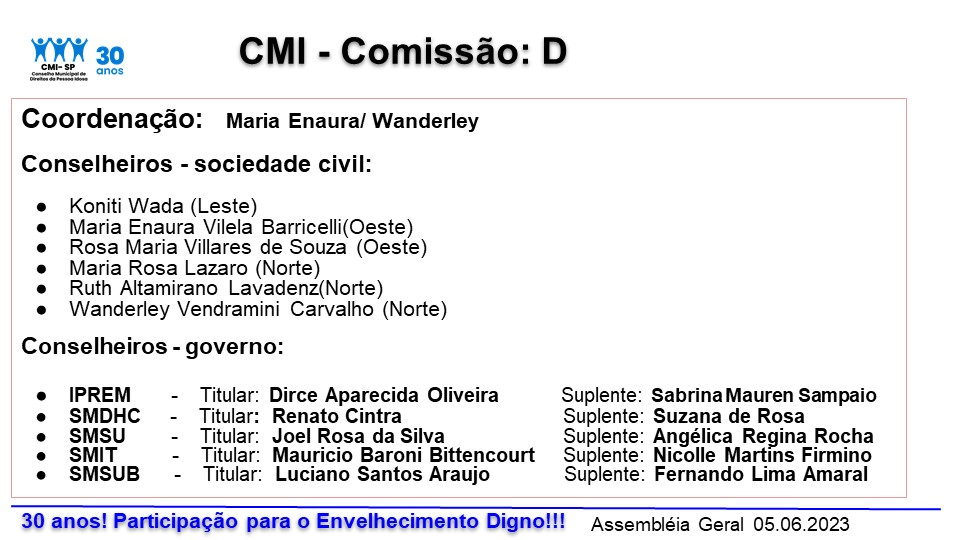 CMI - Comissão: D
30
anos
CMI- SP
Conselho Municipal de
Direitos da Pessoa Idosa
Coordenação: Maria Enaura/ Wanderley
Conselheiros - sociedade civil:
● Koniti Wada (Leste)
● Maria Enaura Vilela Barricelli(Oeste)
● Rosa Maria Villares de Souza (Oeste)
● Maria Rosa Lazaro (Norte)
● Ruth Altamirano Lavadenz(Norte)
● Wanderley Vendramini Carvalho (Norte)
Conselheiros - governo:
● IPREM - Titular: Dirce Aparecida Oliveira Suplente: Sabrina Mauren Sampaio
● SMDHC - Titular: Renato Cintra Suplente: Suzana de Rosa
● SMSU - Titular: Joel Rosa da Silva Suplente: Angélica Regina Rocha
● SMIT - Titular: Mauricio Baroni Bittencourt Suplente: Nicolle Martins Firmino
● SMSUB - Titular: Luciano Santos Araujo Suplente: Fernando Lima Amaral
30 anos! Participação para o Envelhecimento Digno!!! Assembléia Geral 05.06.2023